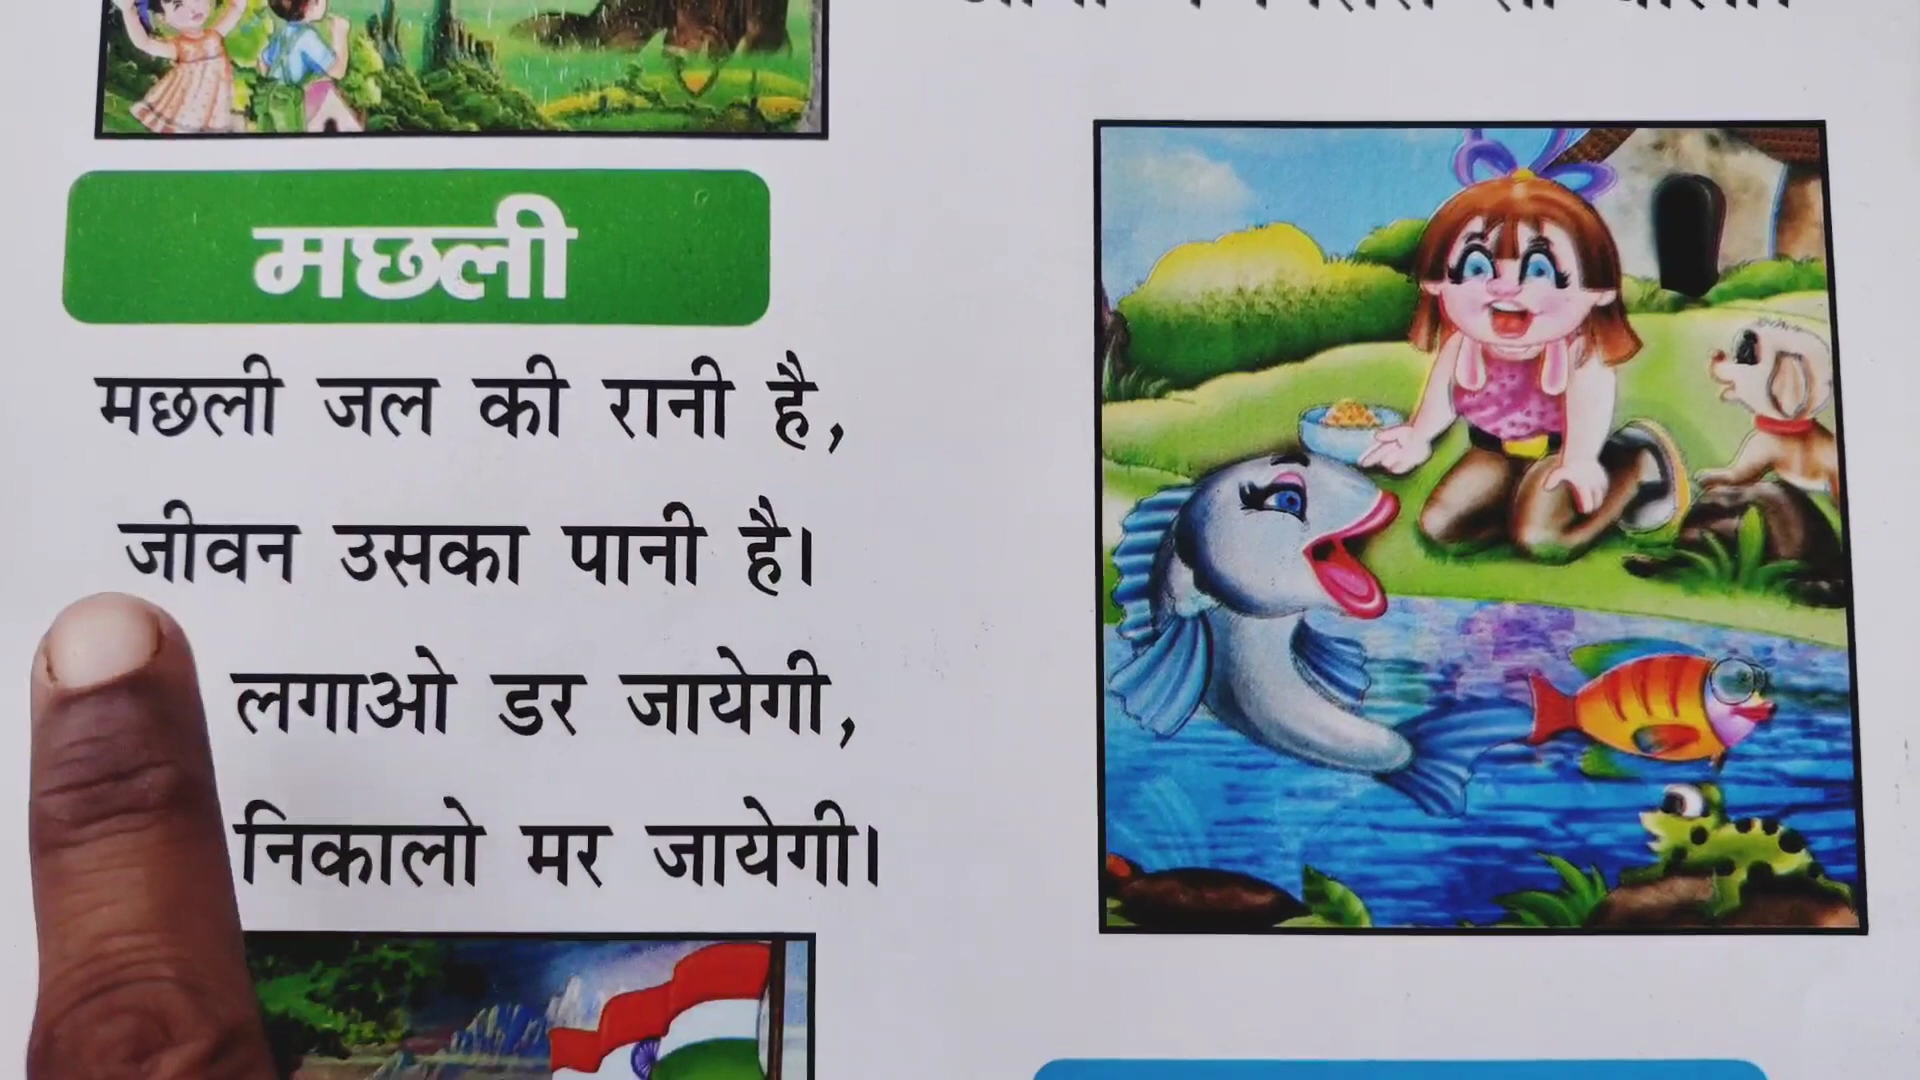 मछली
मछली जल की रानी है,
जीवन उसका पानी है।
लगाओ डर जायेगी,
निकालो मर जायेगी।